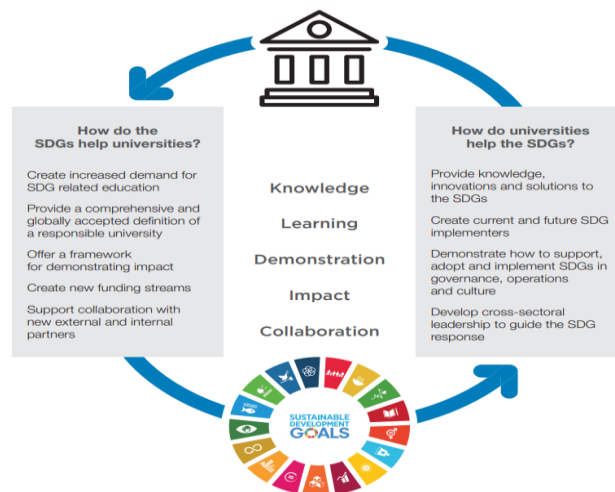 How do the
SDGs help universities?
Create increased demand for
SDG related education
Provide a comprehensive and
globally accepted definition of
a responsible university
Offer a framework
for demonstrating impact
Create new funding streams
Support collaboration with
new external and internal
partners
Knowledge
Learning
Demonstration
Impact
Collaboration
How do universities
help the SDGs?
Provide knowledge,
innovations and solutions to
the SDGs
Create current and future SDG
implementers
Demonstrate how to support,
adopt and implement SDGs in
governance, operations
and culture
Develop cross-sectoral
leadership to guide the SDG
response
SUSTAINABLE
DEVELOPMENT
GOALS